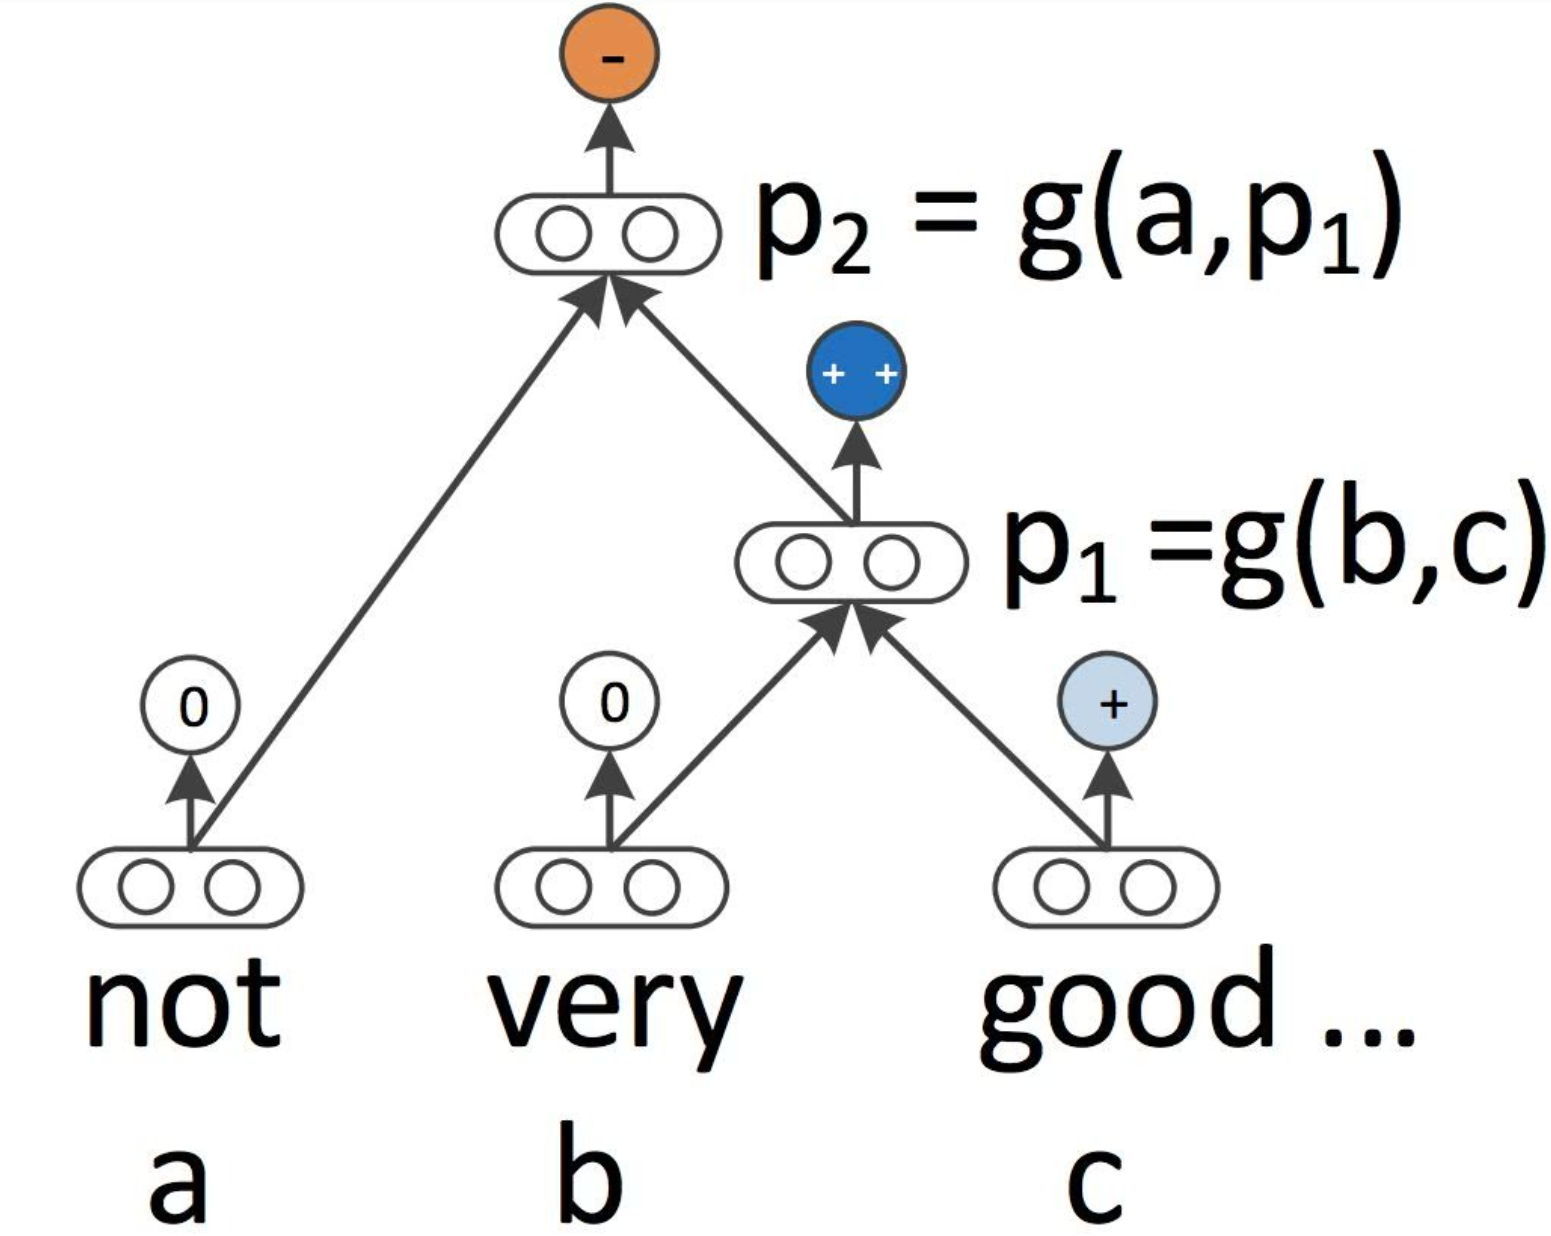 -
p₂ = g(a,p₁)
+ +
p₁ =g(b,c)
0 0 +
not very good ...
a b c